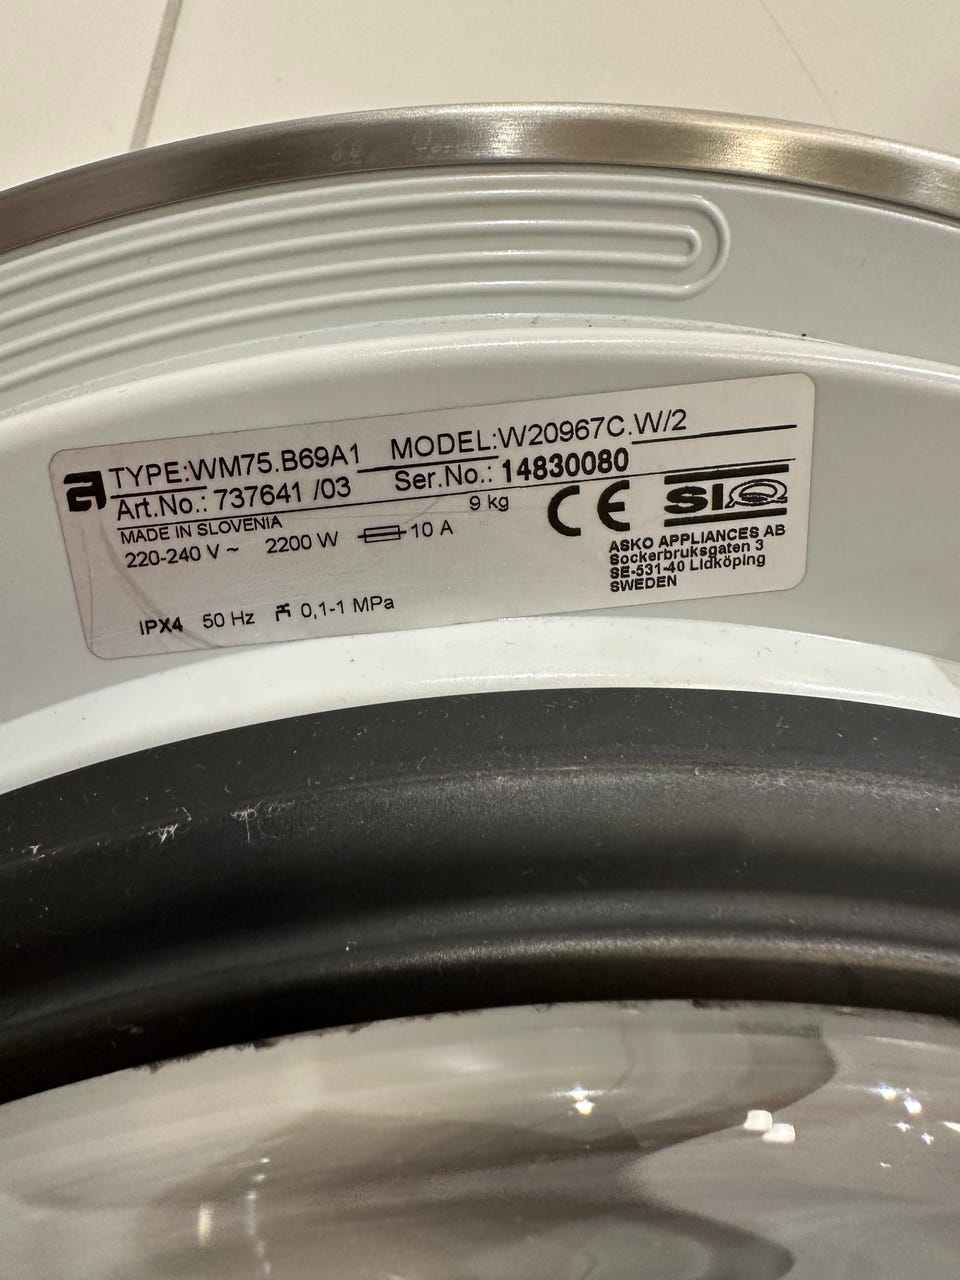 TYPE:WM75.B69A1 MODEL:W20967C.W/2
Art.No.: 737641 /03 Ser.No.: 14830080
MADE IN SLOVENIA 9 kg
220-240 V ~ 2200 W 10 A
IPX4 50 Hz 0,1-1 MPa
CE SIQ
ASKO APPLIANCES AB
Sockerbruksgaten 3
SE-531-40 Lidköping
SWEDEN